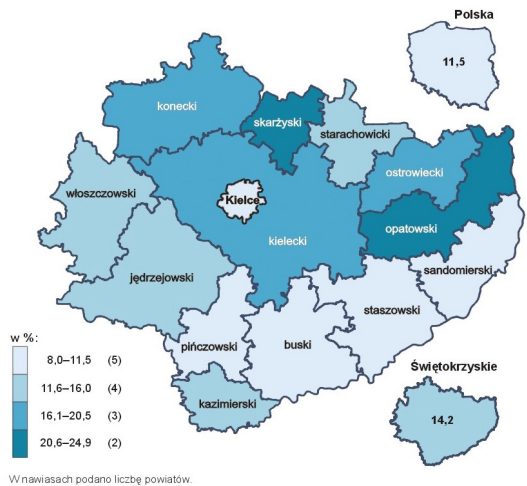 Polska
11,5
konecki
skarżyski
starachowicki
ostrowiecki
włoszczowski
Kielce
opatowski
kielecki
sandomierski
jędrzejowski
staszowski
w %:
pińczowski
buski
8,0–11,5 (5)
11,6–16,0 (4)
16,1–20,5 (3)
20,6–24,9 (2)
kazimierski
Świętokrzyskie
14,2
W nawiasach podano liczbę powiatów.